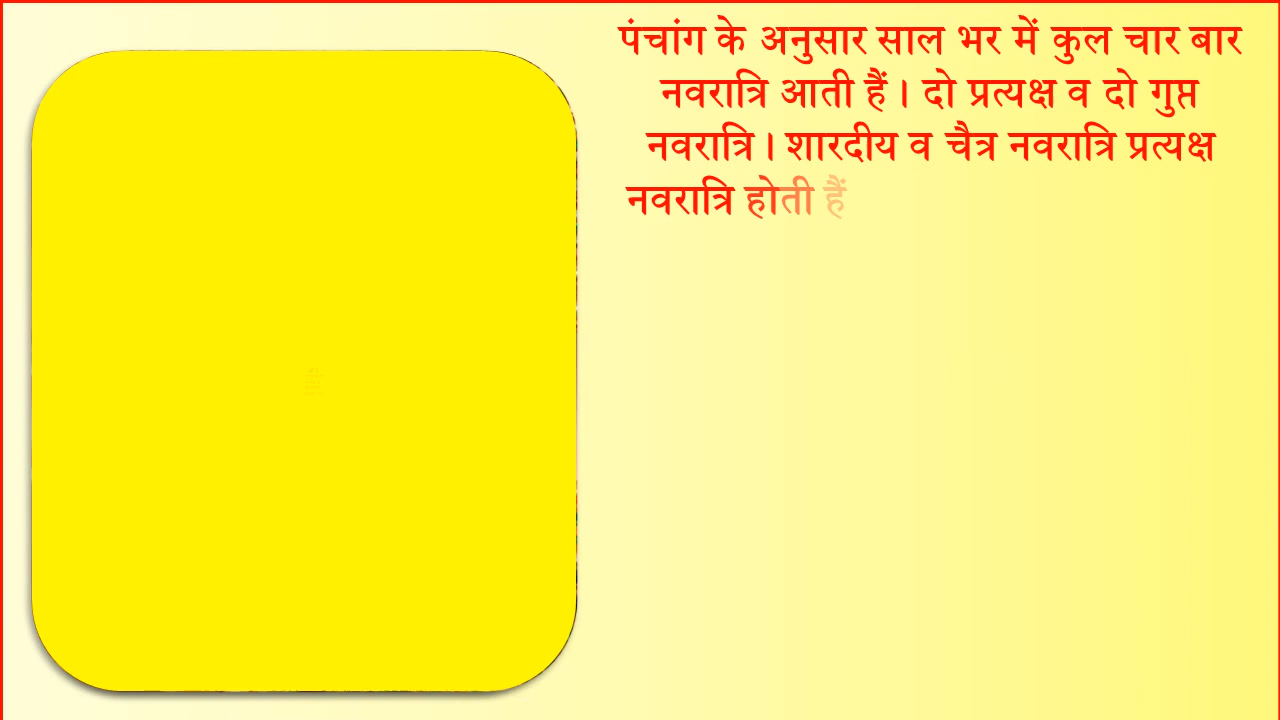 पंचांग के अनुसार साल भर में कुल चार बार
नवरात्रि आती हैं। दो प्रत्यक्ष व दो गुप्त
नवरात्रि। शारदीय व चैत्र नवरात्रि प्रत्यक्ष
नवरात्रि होती हैं